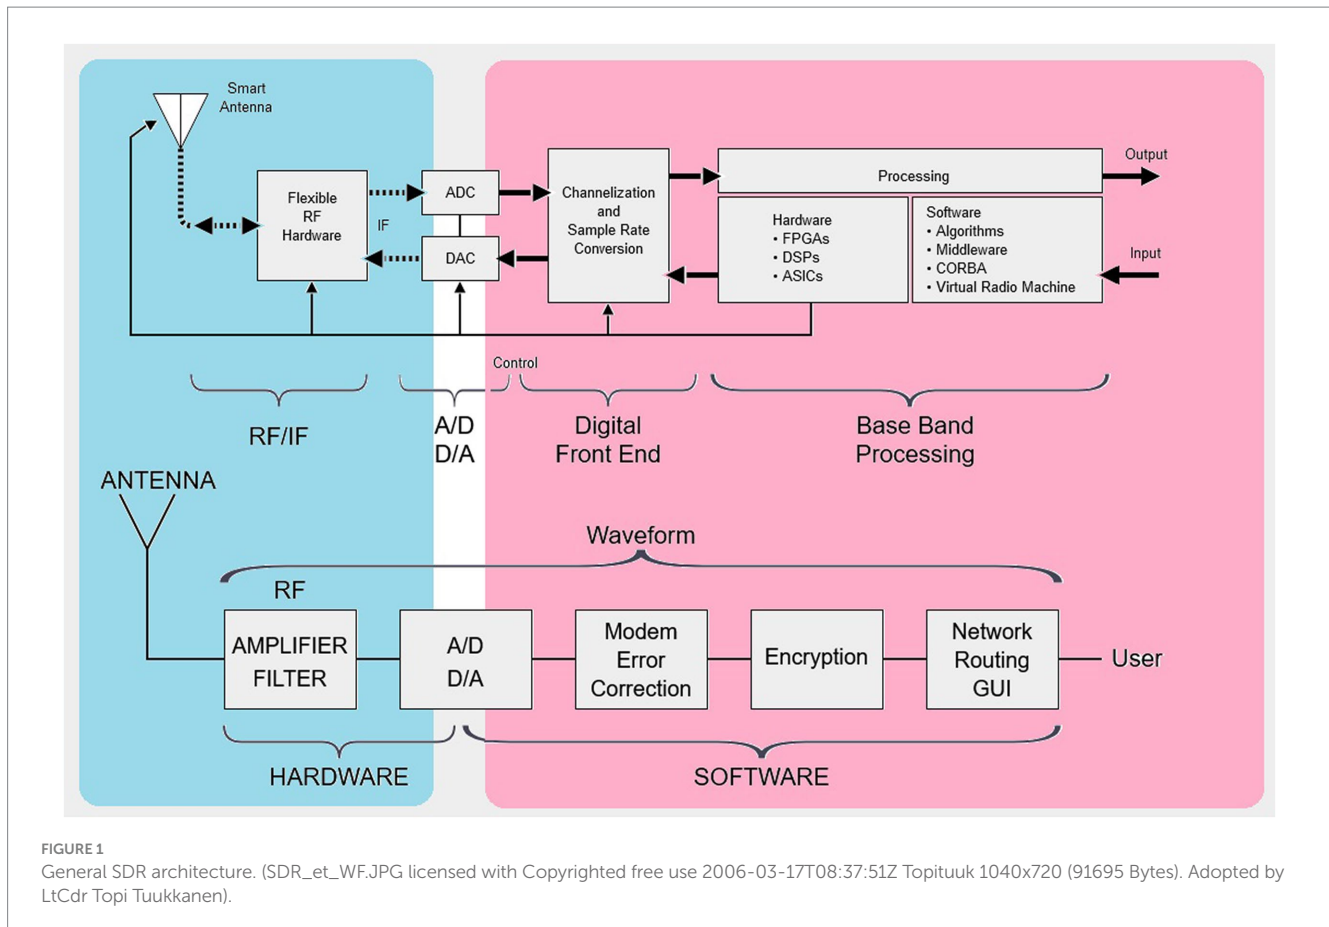 Smart
Antenna
Flexible
RF
Hardware
IF
ADC
DAC
Channelization
and
Sample Rate
Conversion
Processing
Hardware
• FPGAs
• DSPs
• ASICs
Software
• Algorithms
• Middleware
• CORBA
• Virtual Radio Machine
Output
Input
Control
RF/IF
A/D
D/A
Digital
Front End
Base Band
Processing
ANTENNA
Waveform
RF
AMPLIFIER
FILTER
A/D
D/A
Modem
Error
Correction
Encryption
Network
Routing
GUI
User
HARDWARE
SOFTWARE
FIGURE 1
General SDR architecture. (SDR_et_WF.JPG licensed with Copyrighted free use 2006-03-17T08:37:51Z Topituuk 1040x720 (91695 Bytes). Adopted by
LtCdr Topi Tuukkanen).